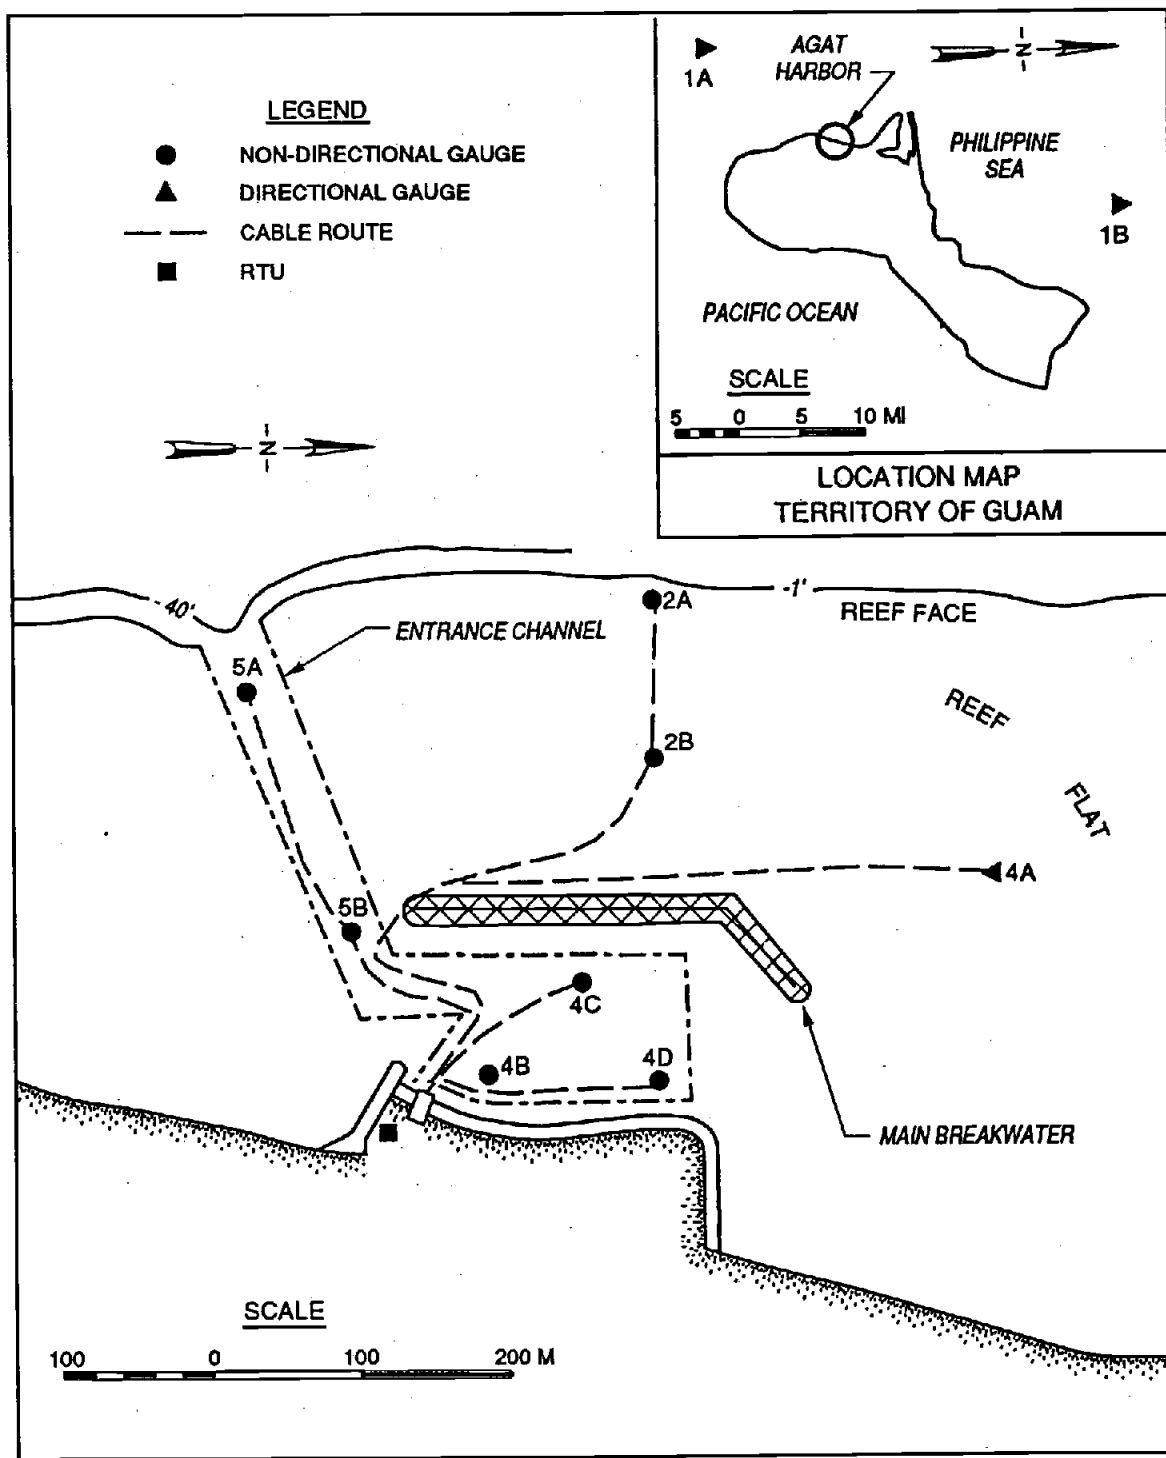 LEGEND
NON-DIRECTIONAL GAUGE
DIRECTIONAL GAUGE
CABLE ROUTE
RTU
N
1A
AGAT
HARBOR
N
PHILIPPINE
SEA
1B
PACIFIC OCEAN
SCALE
5 0 5 10 MI
LOCATION MAP
TERRITORY OF GUAM
-40'
-1'
2A
REEF FACE
ENTRANCE CHANNEL
5A
REEF
2B
FLAT
4A
5B
4C
4B
4D
MAIN BREAKWATER
SCALE
100 0 100 200 M